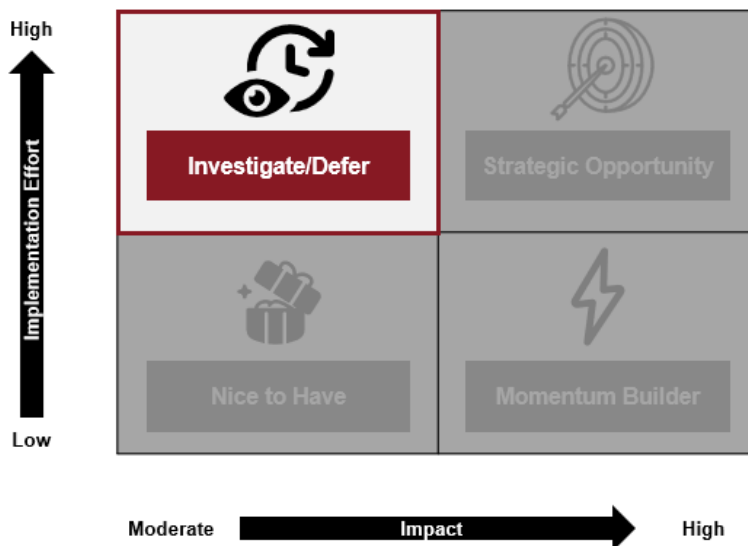 High
Implementation Effort
Low
Investigate/Defer
Strategic Opportunity
Nice to Have
Momentum Builder
Moderate
Impact
High